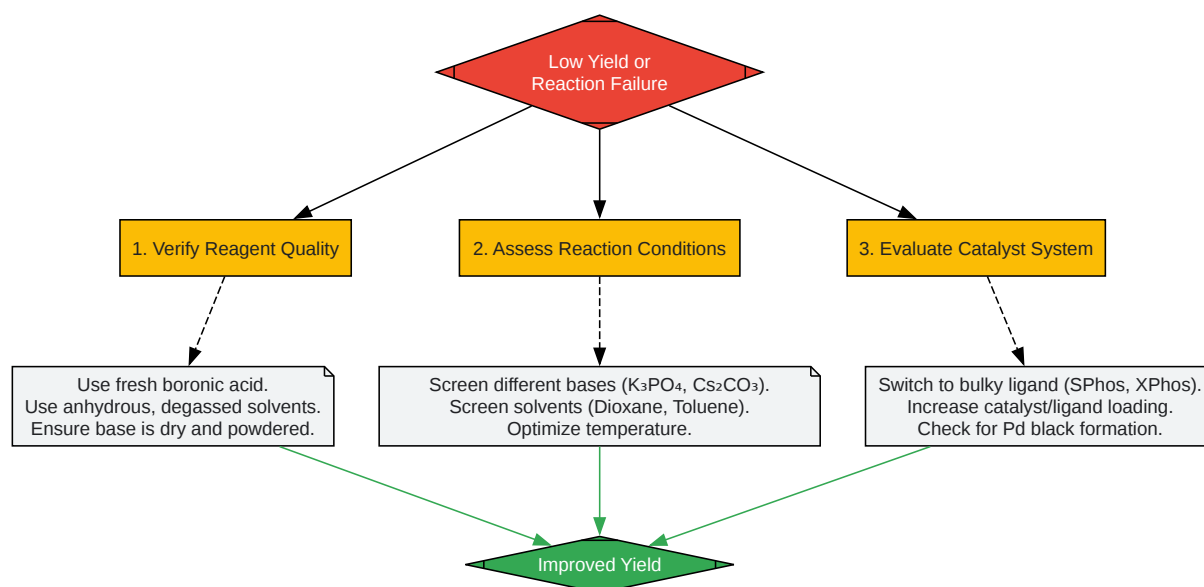 Low Yield or
Reaction Failure
1. Verify Reagent Quality
2. Assess Reaction Conditions
3. Evaluate Catalyst System
Use fresh boronic acid.
Use anhydrous, degassed solvents.
Ensure base is dry and powdered.
Screen different bases (K₃PO₄, Cs₂CO₃).
Screen solvents (Dioxane, Toluene).
Optimize temperature.
Switch to bulky ligand (SPhos, XPhos).
Increase catalyst/ligand loading.
Check for Pd black formation.
Improved Yield